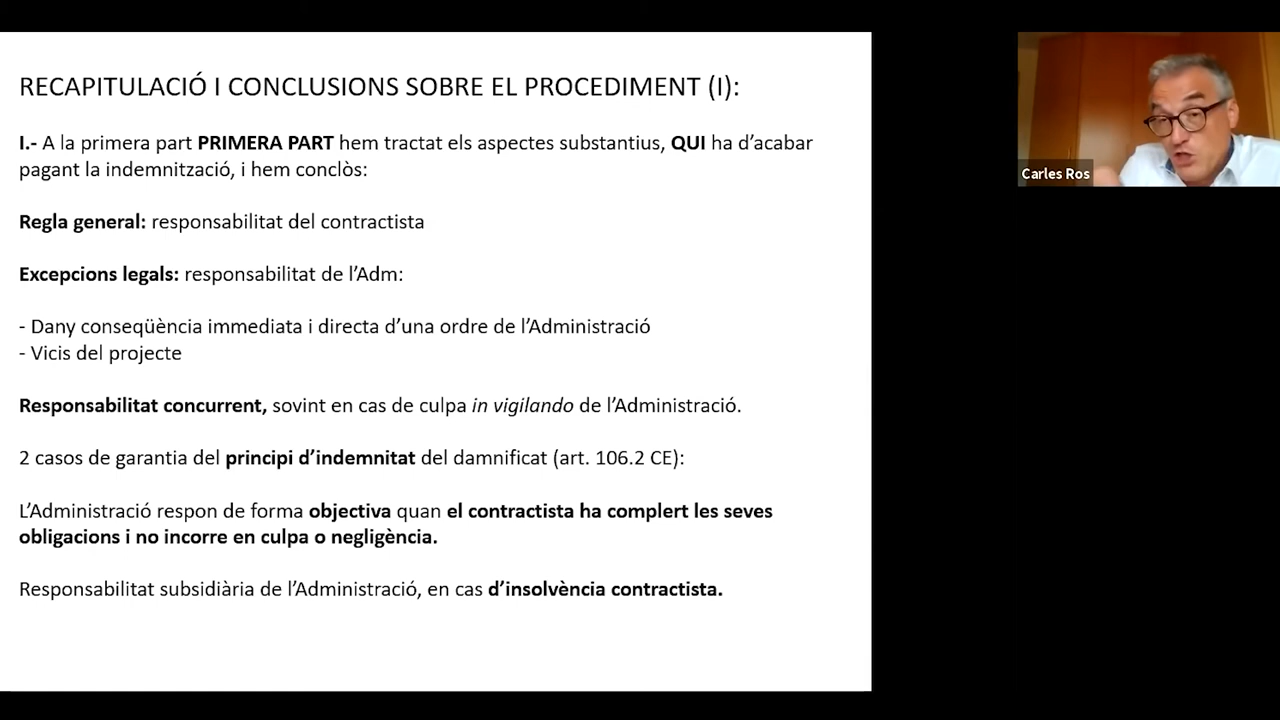 RECAPITULACIÓ I CONCLUSIONS SOBRE EL PROCEDIMENT (I):
I.- A la primera part PRIMERA PART hem tractat els aspectes substantius, QUI ha d’acabar
pagant la indemnització, i hem conclòs:
Regla general: responsabilitat del contractista
Excepcions legals: responsabilitat de l’Adm:
- Dany conseqüència immediata i directa d’una ordre de l’Administració
- Vicis del projecte
Responsabilitat concurrent, sovint en cas de culpa in vigilando de l’Administració.
2 casos de garantia del principi d’indemnitat del damnificat (art. 106.2 CE):
L’Administració respon de forma objectiva quan el contractista ha complert les seves
obligacions i no incorre en culpa o negligència.
Responsabilitat subsidiària de l’Administració, en cas d’insolvència contractista.
Carles Ros